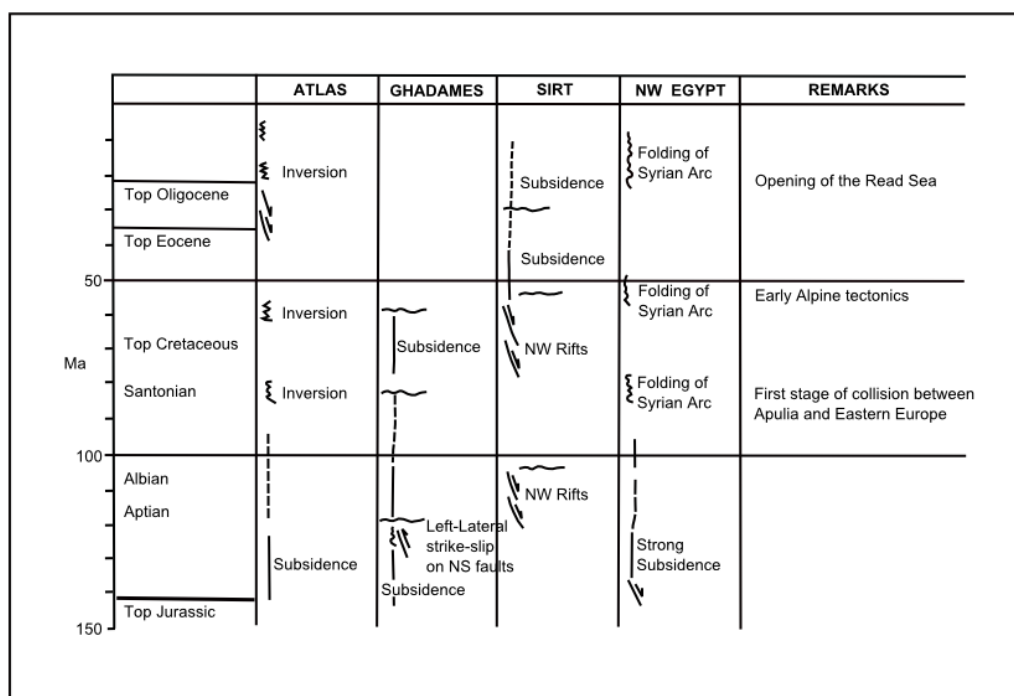 ATLAS
GHADAMES
SIRT
NW EGYPT
REMARKS
Inversion
Subsidence
Folding of
Syrian Arc
Opening of the Read Sea
Top Oligocene
Top Eocene
Subsidence
50
Inversion
Folding of
Syrian Arc
Early Alpine tectonics
Top Cretaceous
Subsidence
NW Rifts
Ma
Santonian
Inversion
Folding of
Syrian Arc
First stage of collision between
Apulia and Eastern Europe
100
Albian
NW Rifts
Aptian
Left-Lateral
strike-slip
on NS faults
Strong
Subsidence
Subsidence
Subsidence
Top Jurassic
150